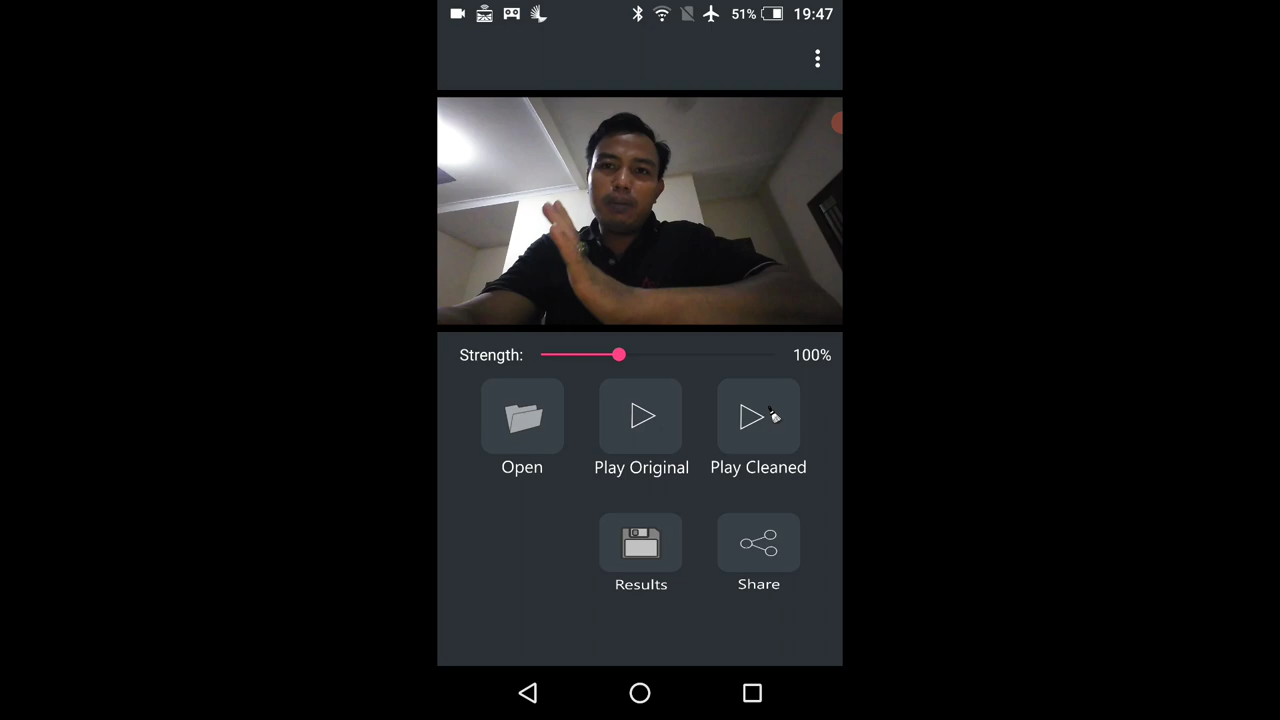 51% 19:47
Strength: 100%
Open Play Original Play Cleaned
Results Share